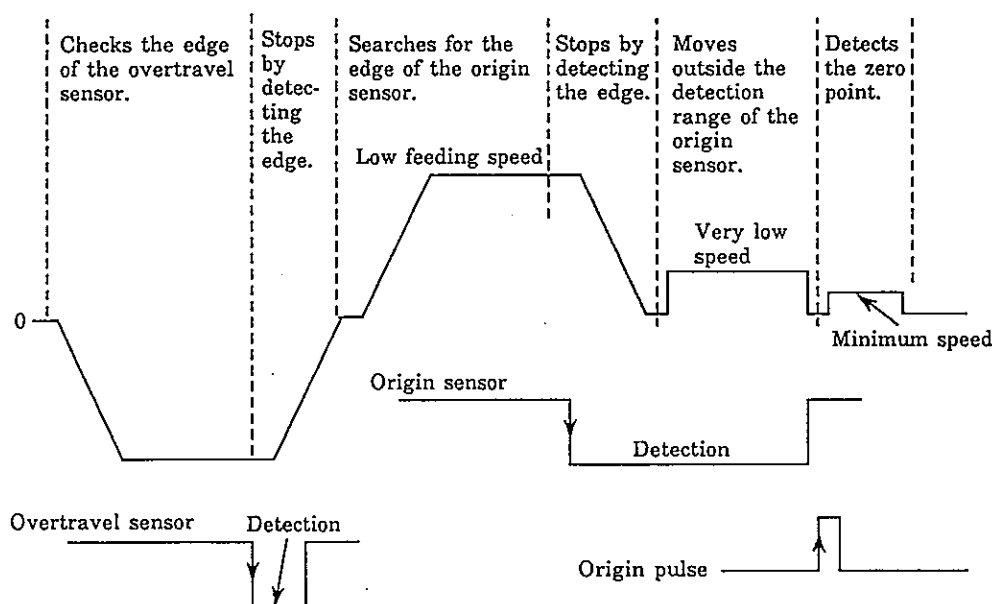 Checks the edge
of the overtravel
sensor.
Stops
by
detec-
ting
the
edge.
Searches for the
edge of the origin
sensor.
Stops by
detecting
the edge.
Moves
outside the
detection
range of the
origin
sensor.
Detects
the zero
point.
Low feeding speed
Very low
speed
0
Minimum speed
Origin sensor
Detection
Overtravel sensor
Detection
Origin pulse